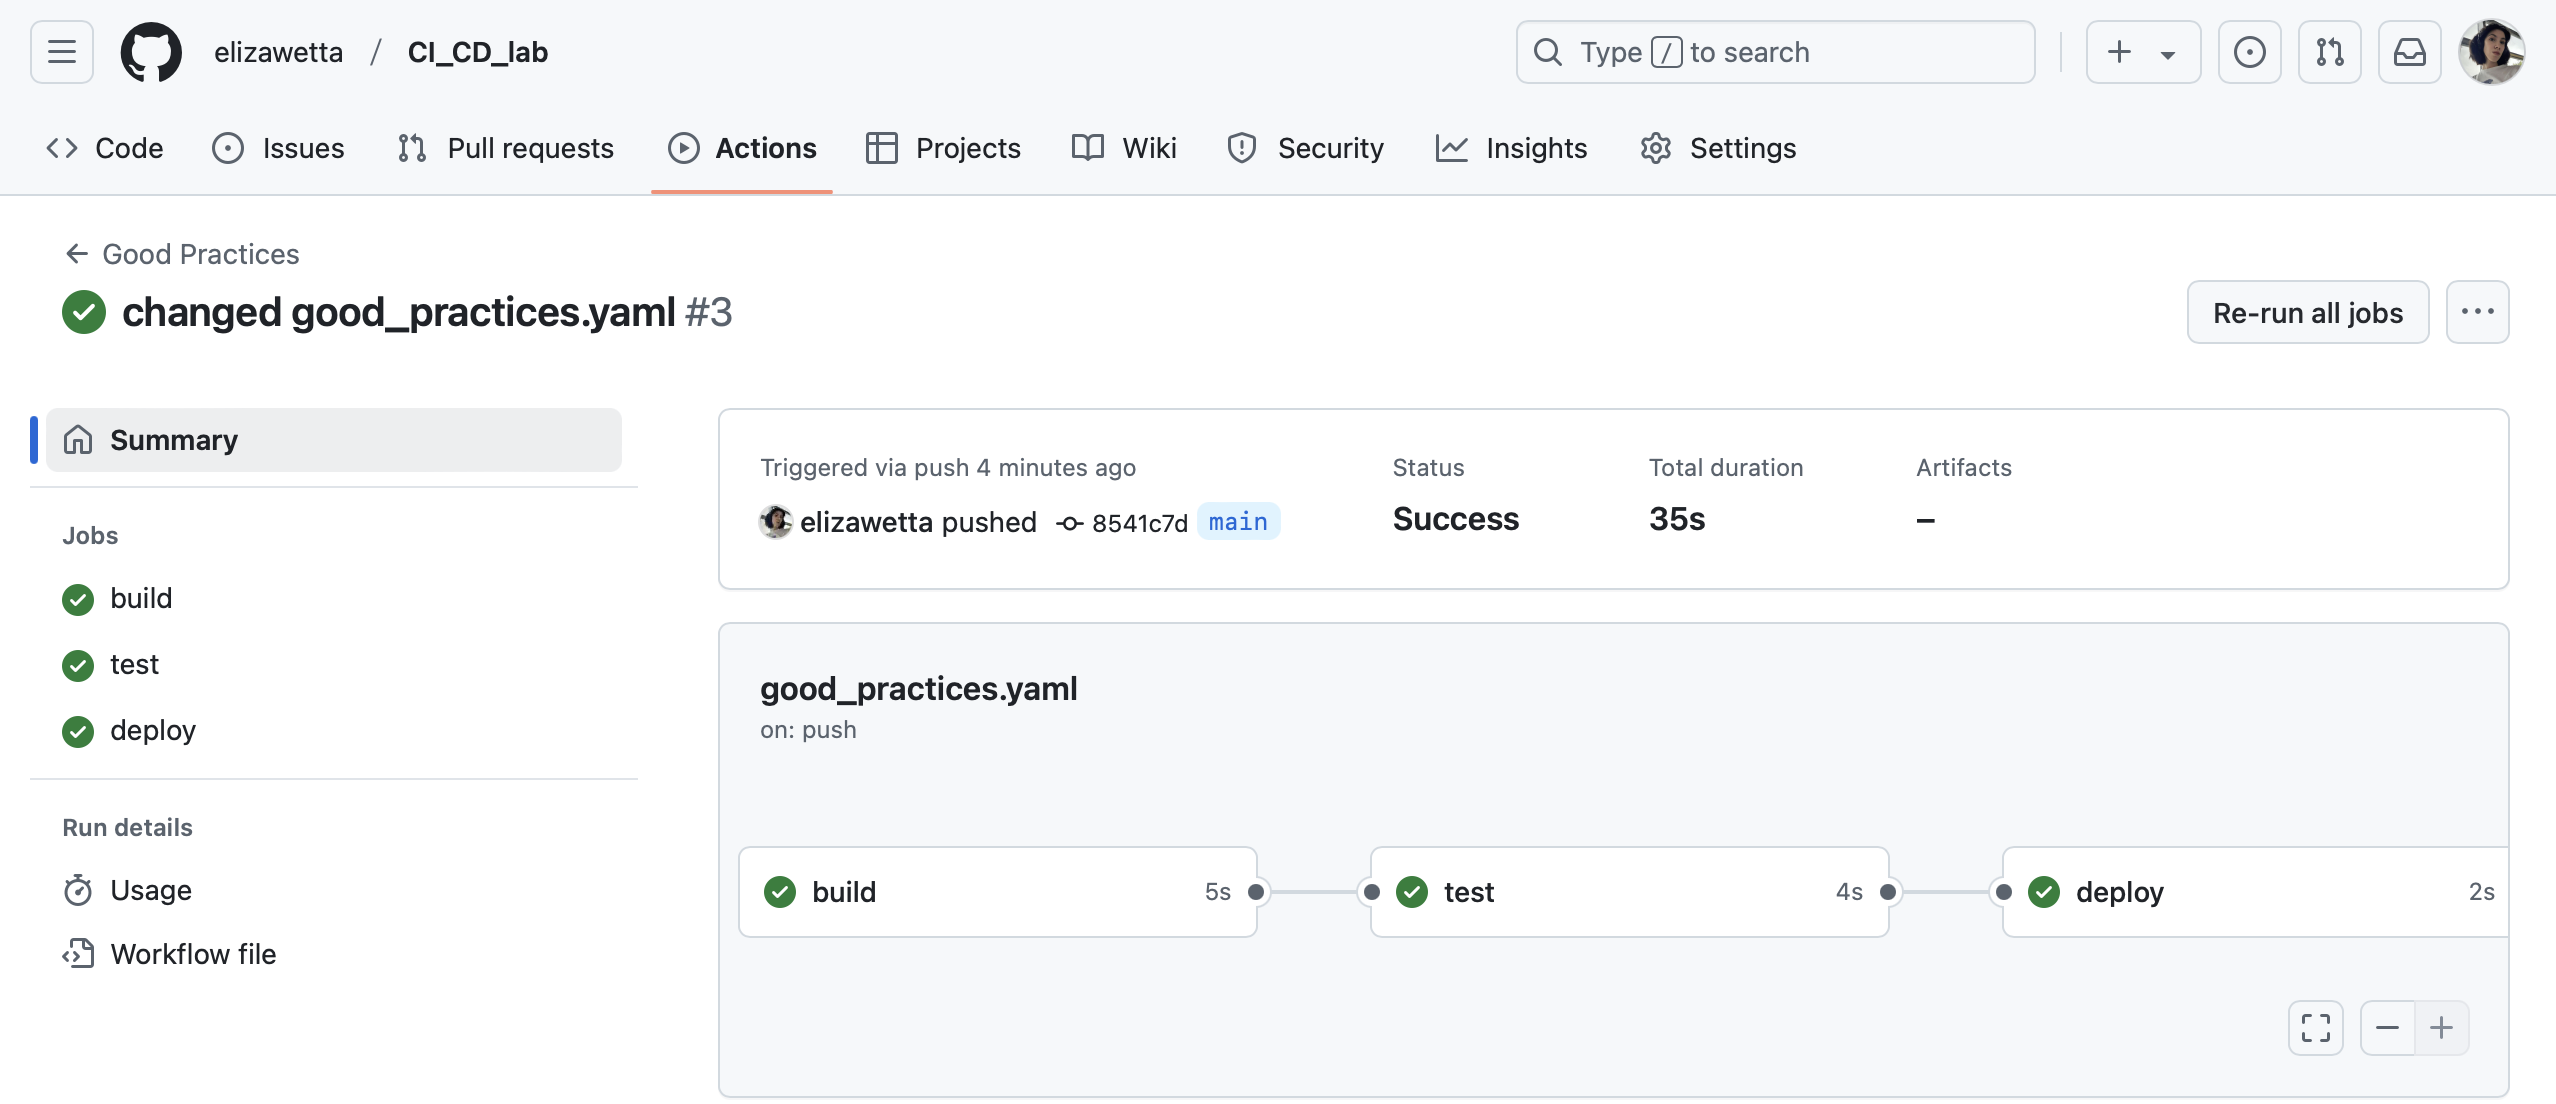 elizawetta / CI_CD_lab
Type / to search
Code Issues Pull requests Actions Projects Wiki Security Insights Settings
Good Practices
changed good_practices.yaml #3
Re-run all jobs
Summary
Jobs
build
test
deploy
Run details
Usage
Workflow file
Triggered via push 4 minutes ago
elizawetta pushed 8541c7d main
Status
Success
Total duration
35s
Artifacts
–
good_practices.yaml
on: push
build 5s
test 4s
deploy 2s